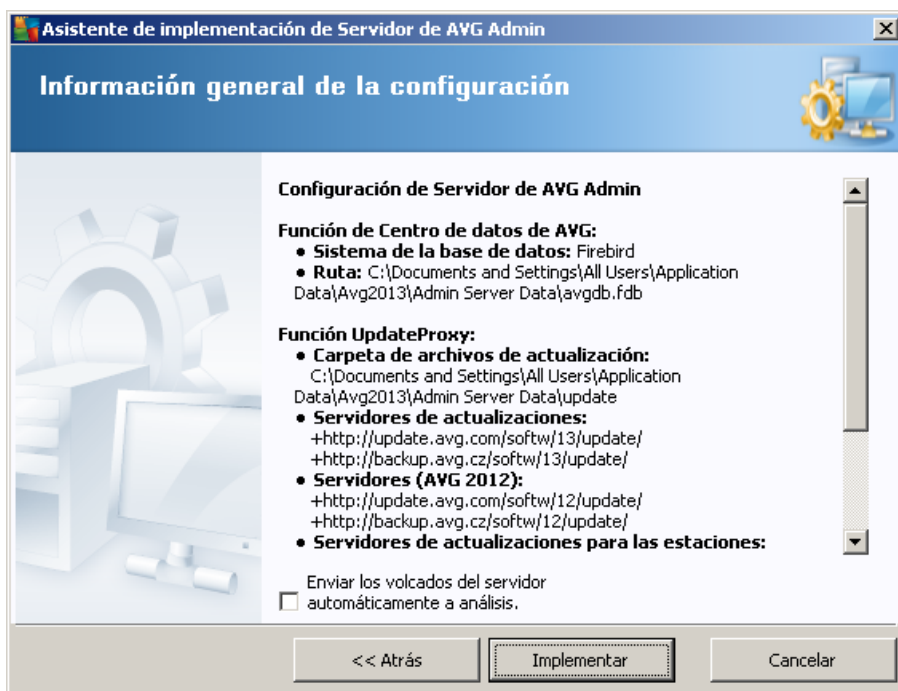 Asistente de implementación de Servidor de AVG Admin
Información general de la configuración
Configuración de Servidor de AVG Admin
Función de Centro de datos de AVG:
● Sistema de la base de datos: Firebird
● Ruta: C:\Documents and Settings\All Users\Application
Data\Avg2013\Admin Server Data\avgdb.fdb
Función UpdateProxy:
● Carpeta de archivos de actualización:
C:\Documents and Settings\All Users\Application
Data\Avg2013\Admin Server Data\update
● Servidores de actualizaciones:
+http://update.avg.com/softw/13/update/
+http://backup.avg.cz/softw/13/update/
● Servidores (AVG 2012):
+http://update.avg.com/softw/12/update/
+http://backup.avg.cz/softw/12/update/
● Servidores de actualizaciones para las estaciones:
Enviar los volcados del servidor
automáticamente a análisis.
<< Atrás
Implementar
Cancelar